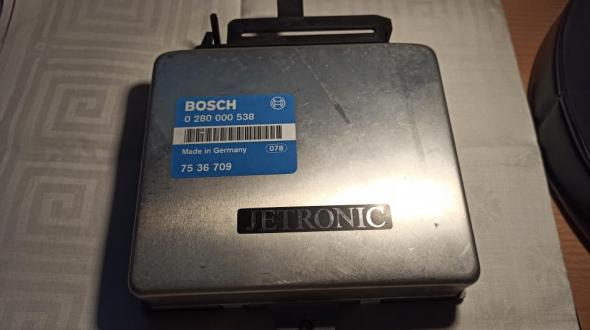 BOSCH
0 280 000 538
Made in Germany 078
75 36 709
JETRONIC